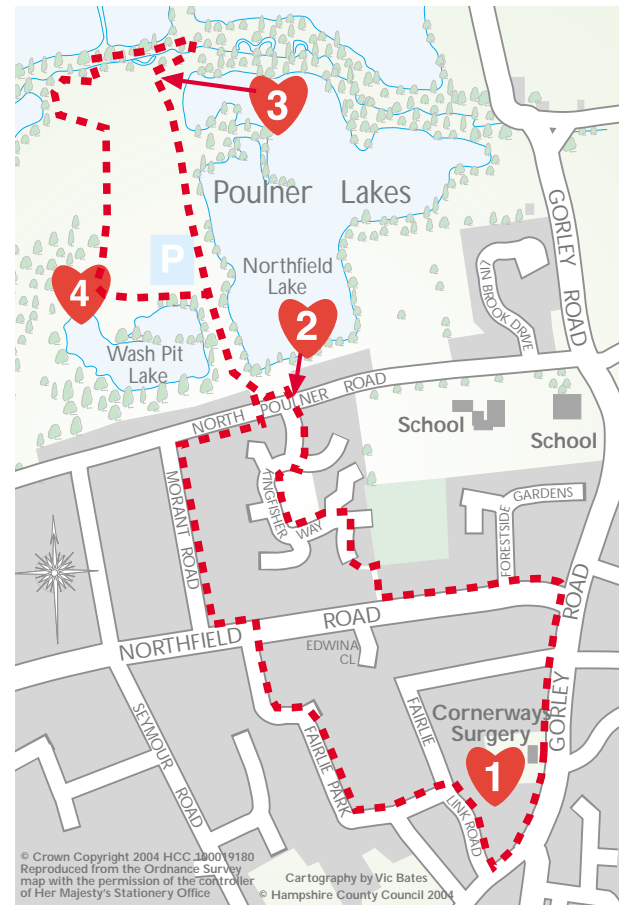 3
Poulner Lakes
GORLEY ROAD
P
Northfield
Lake
4
2
LIN BROOK DRIVE
Wash Pit
Lake
NORTH POULNER ROAD
School
School
MORANT ROAD
KINGFISHER WAY
FORESTSIDE GARDENS
NORTHFIELD ROAD
EDWINA
CL
GORLEY ROAD
SEYMOUR ROAD
FAIRLIE PARK
FAIRLIE
Cornerways
Surgery
1
LINK ROAD
© Crown Copyright 2004 HCC 100019180
Reproduced from the Ordnance Survey
map with the permission of the controller
of Her Majesty's Stationery Office
Cartography by Vic Bates
© Hampshire County Council 2004